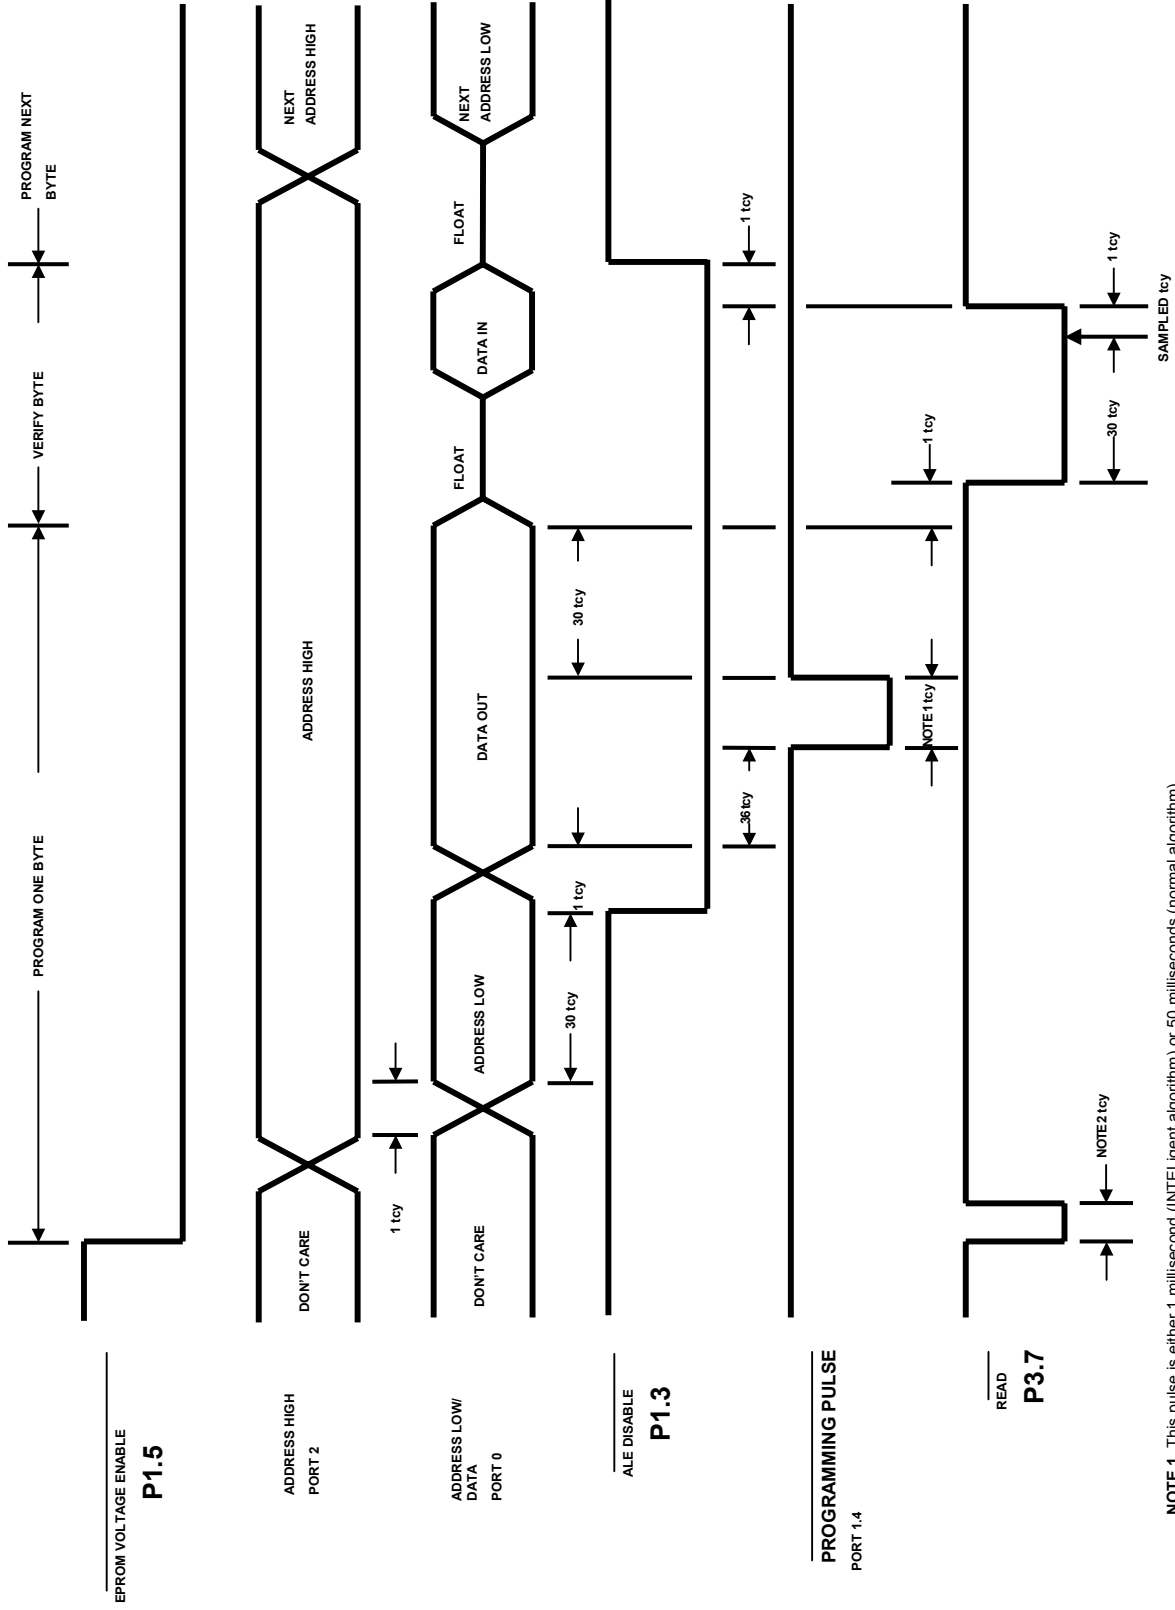 PROGRAM ONE BYTE
VERIFY BYTE
PROGRAM NEXT
BYTE
EPROM VOLTAGE ENABLE
P1.5
ADDRESS HIGH
PORT 2
DON'T CARE
ADDRESS HIGH
NEXT
ADDRESS HIGH
1 tcy
ADDRESS LOW/
DATA
PORT 0
DON'T CARE
ADDRESS LOW
DATA OUT
FLOAT
DATA IN
FLOAT
NEXT
ADDRESS LOW
30 tcy
1 tcy
30 tcy
ALE DISABLE
P1.3
36tcy
1 tcy
PROGRAMMING PULSE
PORT 1.4
NOTE 1 tcy
1 tcy
READ
P3.7
NOTE 2 tcy
30 tcy
1 tcy
SAMPLED tcy
NOTE 1. This pulse is either 1 millisecond (INTELigent algorithm) or 50 milliseconds (normal algorithm)